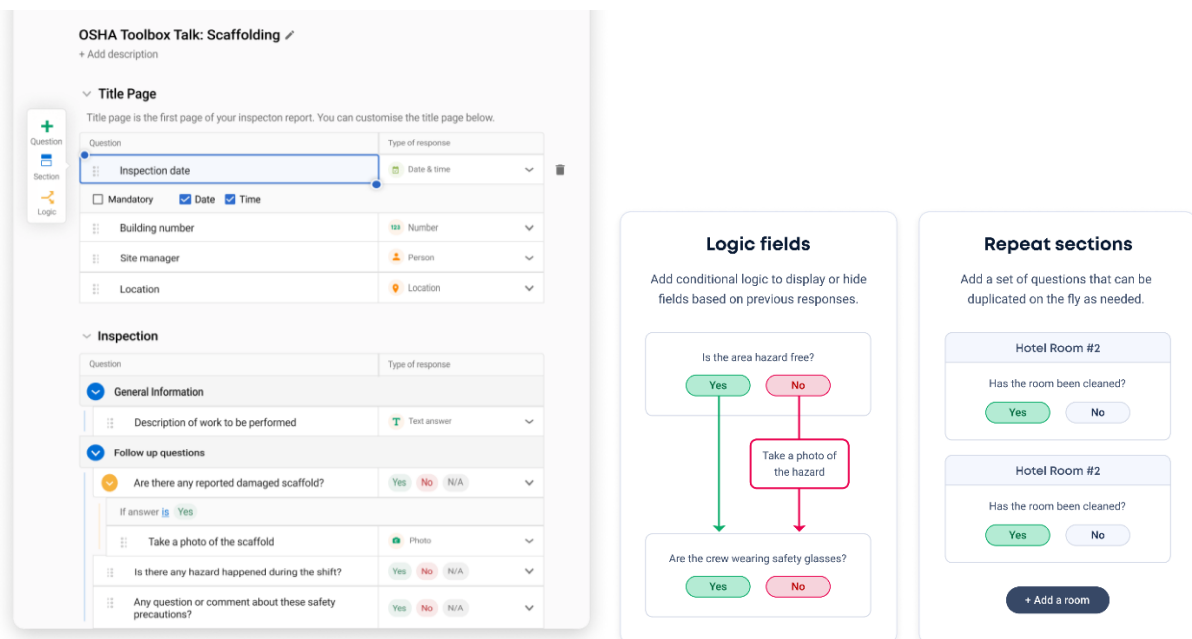 OSHA Toolbox Talk: Scaffolding
+ Add description
Title Page
Title page is the first page of your inspecton report. You can customise the title page below.
Question
Section
Logic
Question Type of response
Inspection date Date & time
Mandatory Date Time
Building number 123 Number
Site manager Person
Location Location
Inspection
Question Type of response
General Information
Description of work to be performed T Text answer
Follow up questions
Are there any reported damaged scaffold? Yes No N/A
If answer is Yes
Take a photo of the scaffold Photo
Is there any hazard happened during the shift? Yes No N/A
Any question or comment about these safety
precautions? Yes No N/A
Logic fields
Add conditional logic to display or hide
fields based on previous responses.
Is the area hazard free?
Yes No
Take a photo of
the hazard
Are the crew wearing safety glasses?
Yes No
Repeat sections
Add a set of questions that can be
duplicated on the fly as needed.
Hotel Room #2
Has the room been cleaned?
Yes No
Hotel Room #2
Has the room been cleaned?
Yes No
+ Add a room